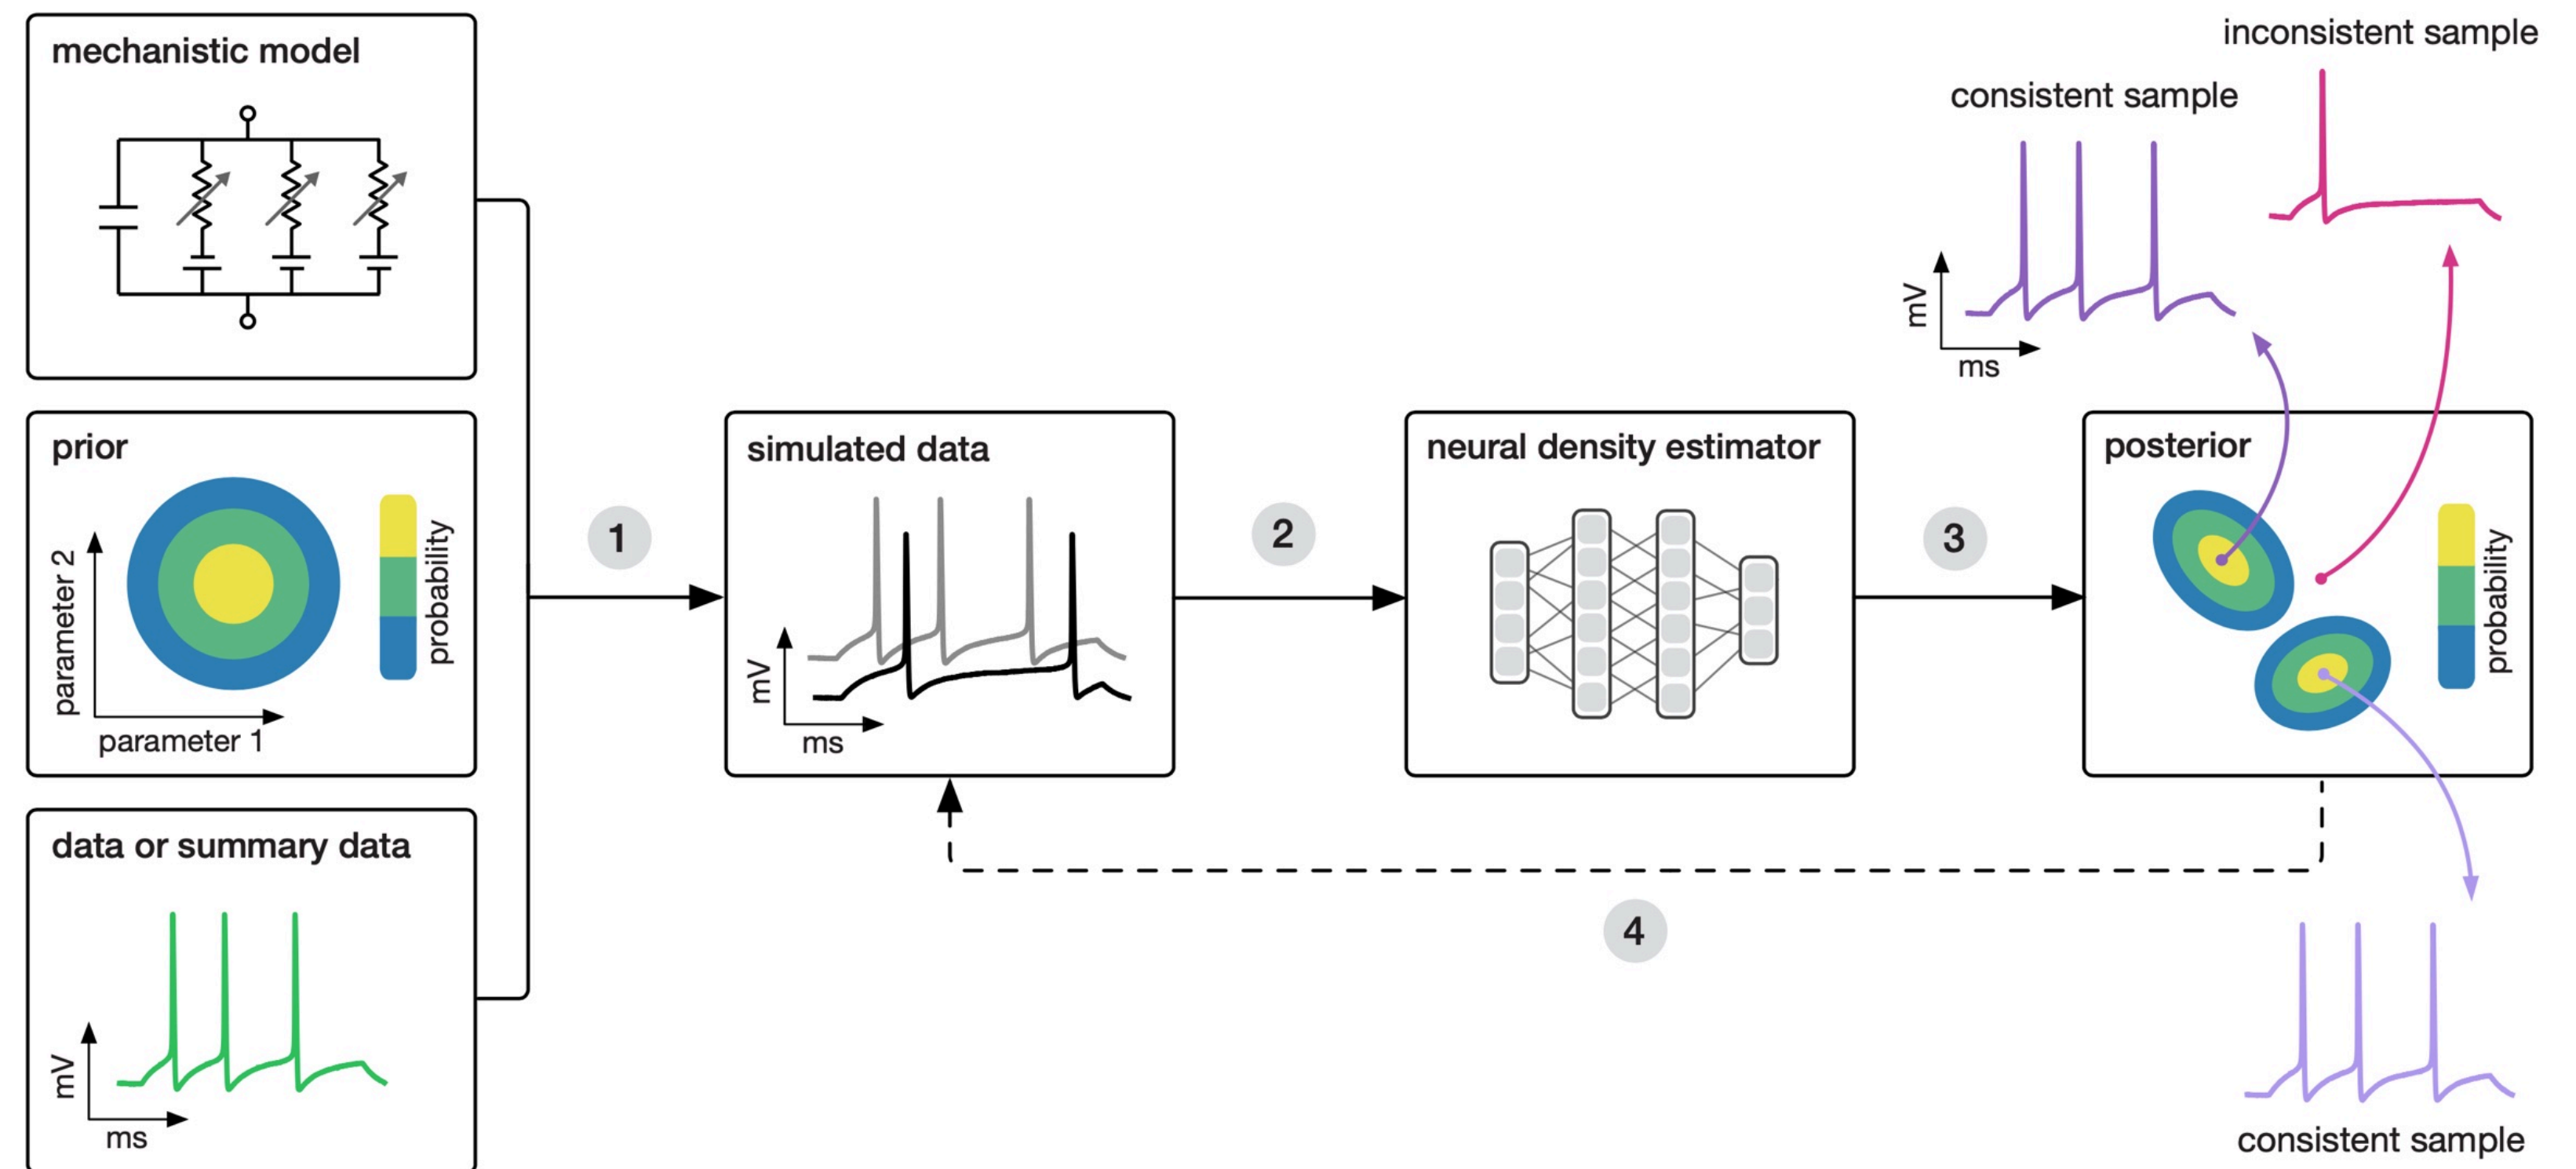 mechanistic model
prior
parameter 2
parameter 1
probability
data or summary data
mV
ms
1
simulated data
mV
ms
2
neural density estimator
3
posterior
probability
4
consistent sample
mV
ms
inconsistent sample
consistent sample